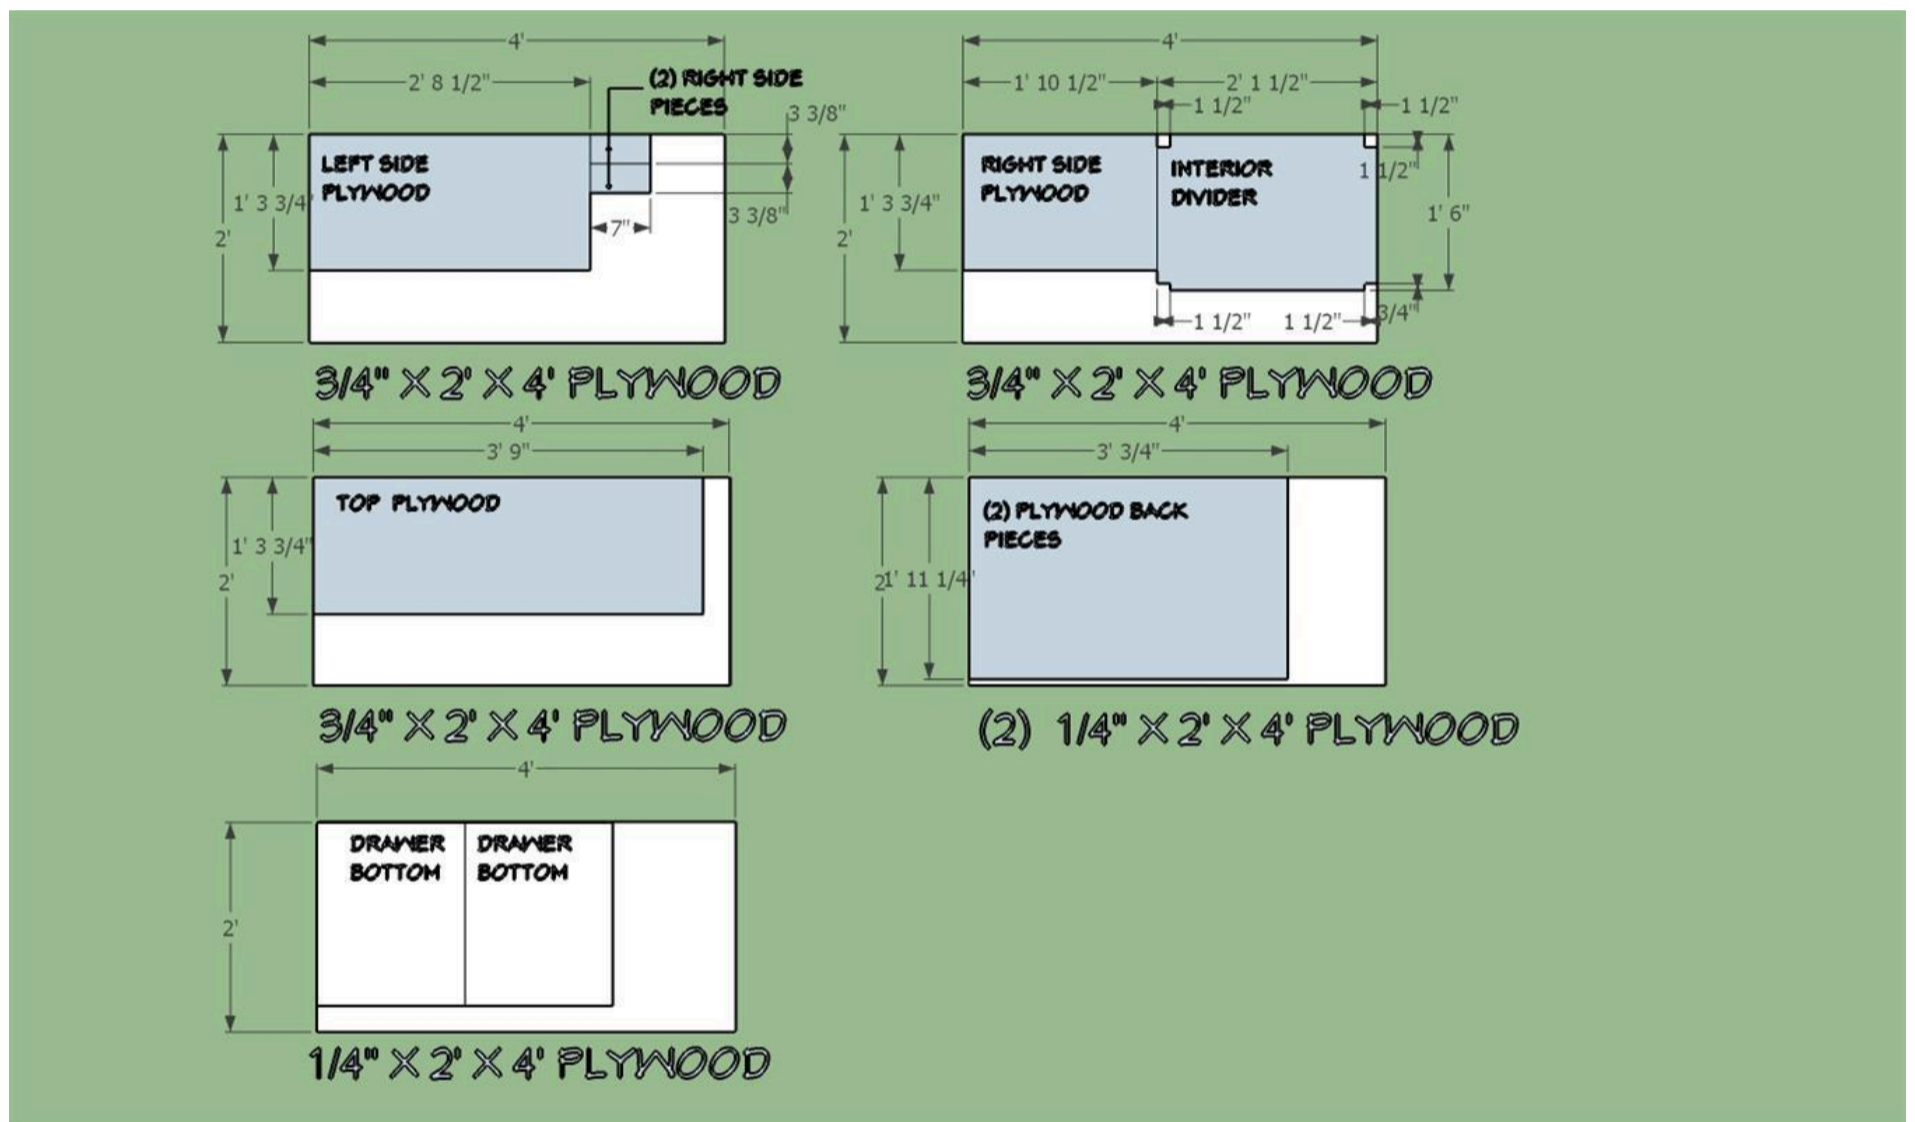 4'
2' 8 1/2"
(2) RIGHT SIDE
PIECES
3 3/8"
LEFT SIDE
PLYWOOD
1' 3 3/4"
2'
7"
3 3/8"
3/4" X 2' X 4' PLYWOOD
4'
1' 10 1/2"
2' 1 1/2"
1 1/2"
1 1/2"
RIGHT SIDE
PLYWOOD
INTERIOR
DIVIDER
1 1/2"
1' 3 3/4"
1' 6"
2'
3/4"
1 1/2"
1 1/2"
3/4" X 2' X 4' PLYWOOD
4'
3' 9"
TOP PLYWOOD
1' 3 3/4"
2'
3/4" X 2' X 4' PLYWOOD
4'
3' 3/4"
(2) PLYWOOD BACK
PIECES
2'
1' 11 1/4"
(2) 1/4" X 2' X 4' PLYWOOD
4'
DRAWER
BOTTOM
DRAWER
BOTTOM
2'
1/4" X 2' X 4' PLYWOOD